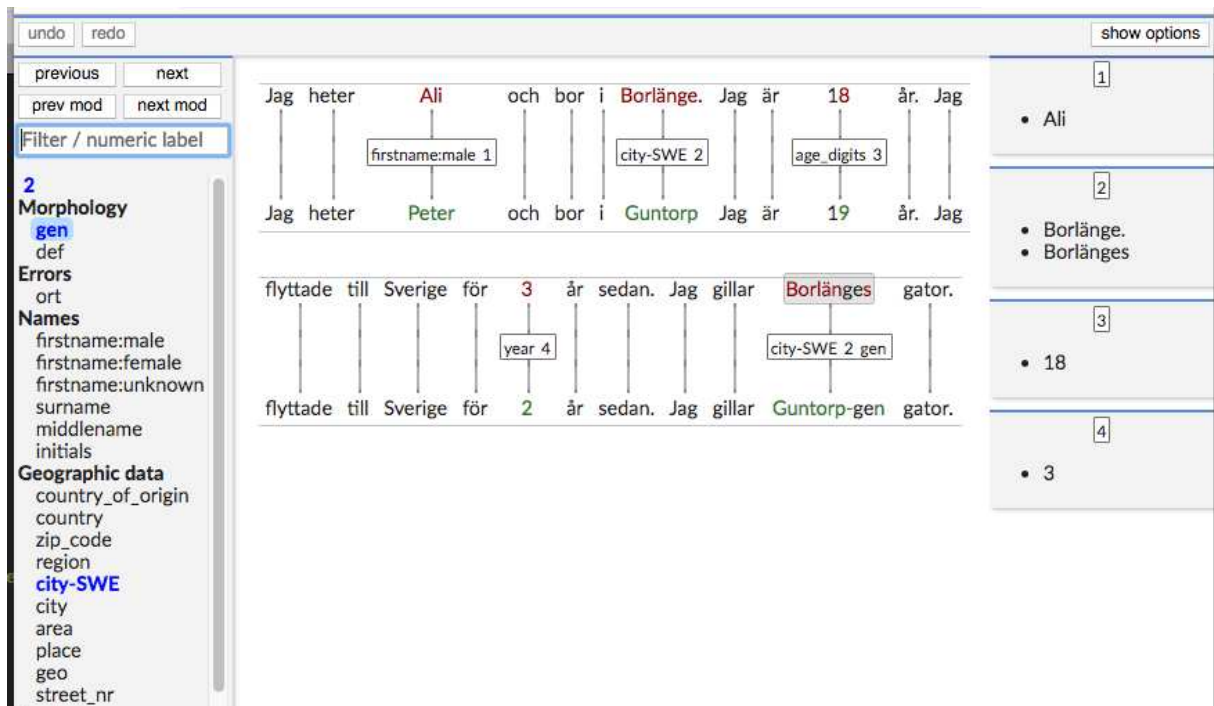 undo redo show options
previous next
prev mod next mod
Filter / numeric label
2
Morphology
gen
def
Errors
ort
Names
firstname:male
firstname:female
firstname:unknown
surname
middlename
initials
Geographic data
country_of_origin
country
zip_code
region
city-SWE
city
area
place
geo
street_nr
Jag heter Ali och bor i Borlänge. Jag är 18 år. Jag
firstname:male 1 city-SWE 2 age_digits 3
Jag heter Peter och bor i Guntorp Jag är 19 år. Jag
flyttade till Sverige för 3 år sedan. Jag gillar Borlänges gator.
year 4 city-SWE 2 gen
flyttade till Sverige för 2 år sedan. Jag gillar Guntorp-gen gator.
1
• Ali
2
• Borlänge.
• Borlänges
3
• 18
4
• 3